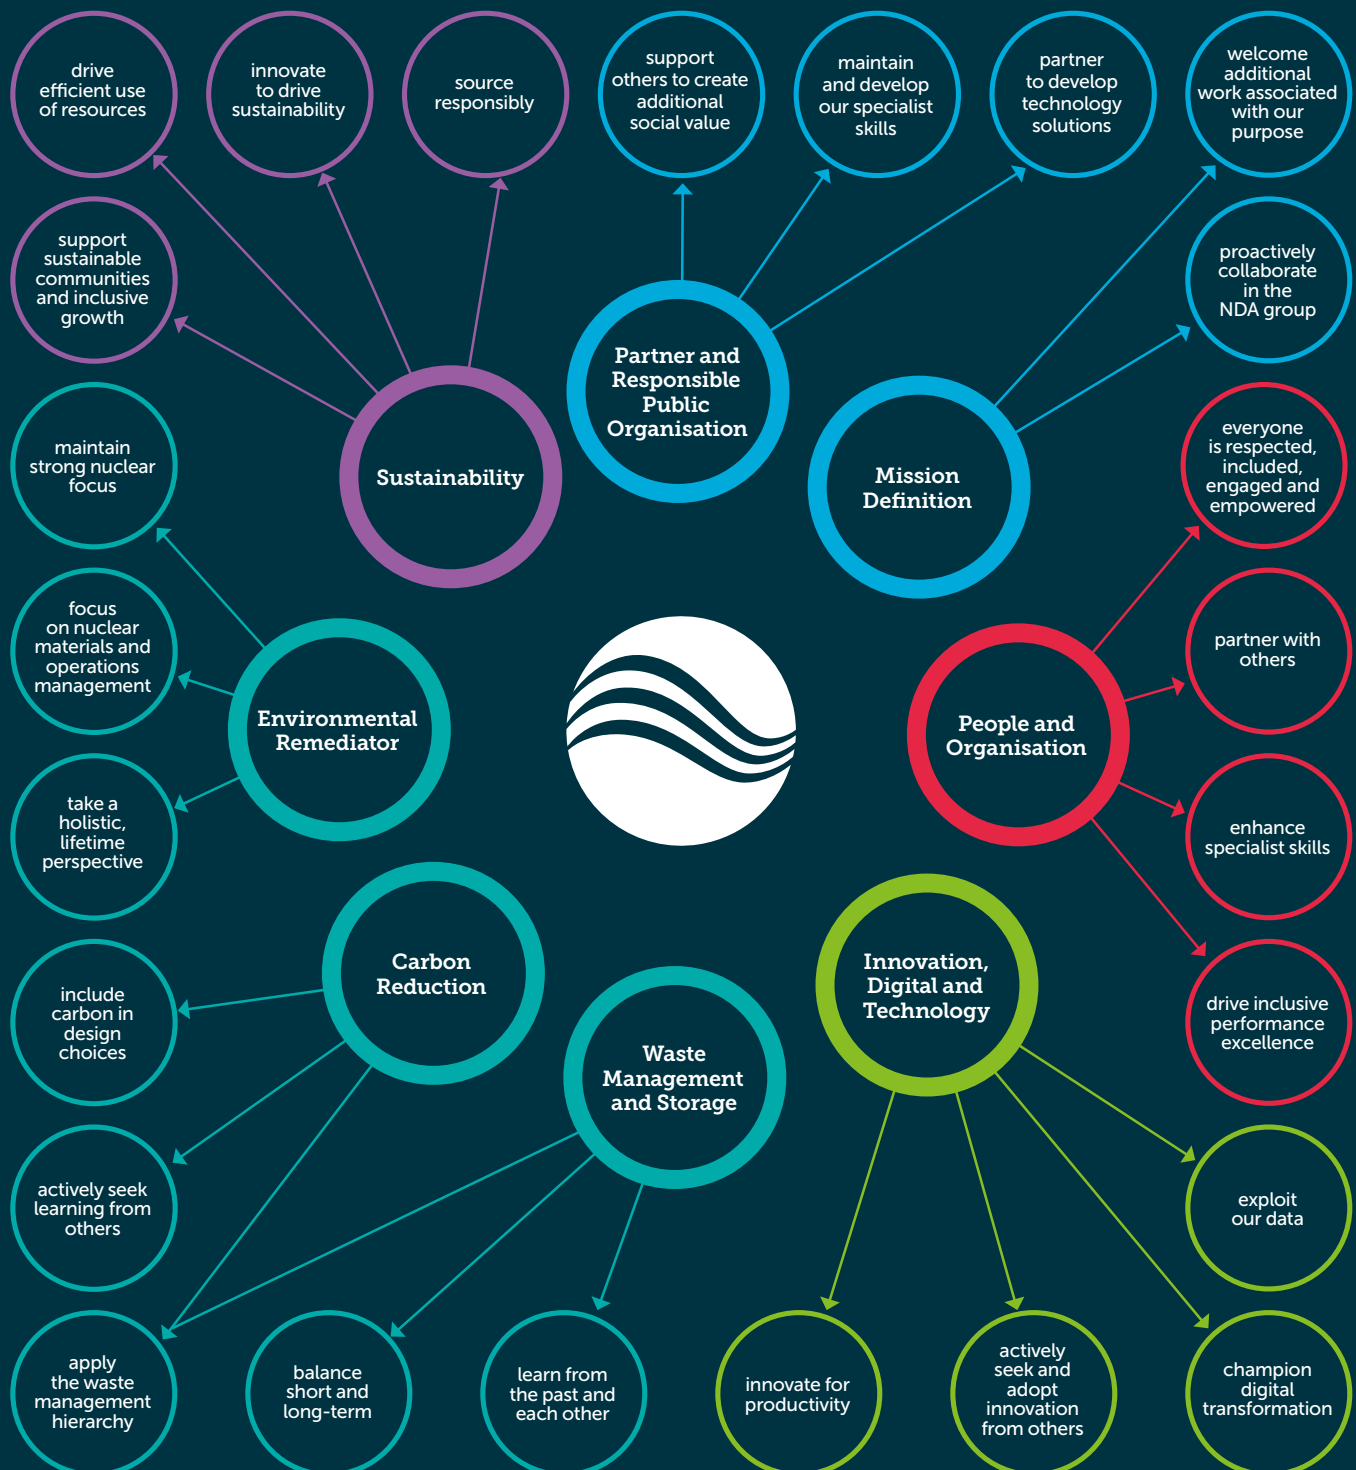 drive
efficient use
of resources
innovate
to drive
sustainability
source
responsibly
support
others to create
additional
social value
maintain
and develop
our specialist
skills
partner
to develop
technology
solutions
welcome
additional
work associated
with our
purpose
support
sustainable
communities
and inclusive
growth
proactively
collaborate
in the
NDA group
Partner and
Responsible
Public
Organisation
Sustainability
Mission
Definition
maintain
strong nuclear
focus
everyone
is respected,
included,
engaged and
empowered
focus
on nuclear
materials and
operations
management
partner with
others
Environmental
Remediator
People and
Organisation
take a
holistic,
lifetime
perspective
enhance
specialist skills
Carbon
Reduction
Innovation,
Digital and
Technology
include
carbon in
design
choices
drive inclusive
performance
excellence
Waste
Management
and Storage
actively seek
learning from
others
exploit
our data
apply
the waste
management
hierarchy
balance
short and
long-term
learn from
the past and
each other
innovate for
productivity
actively
seek and
adopt
innovation
from others
champion
digital
transformation